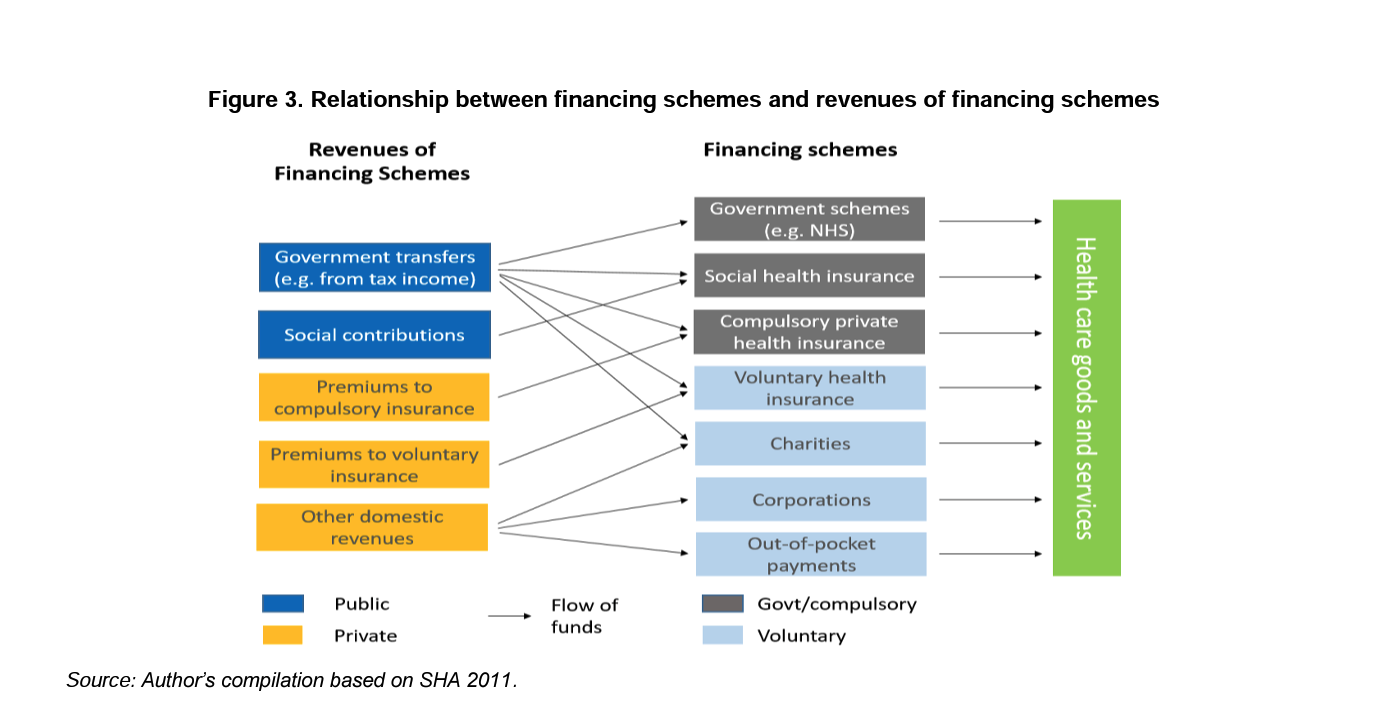 Figure 3. Relationship between financing schemes and revenues of financing schemes
Revenues of
Financing Schemes
Financing schemes
Government transfers
(e.g. from tax income)
Social contributions
Premiums to
compulsory insurance
Premiums to voluntary
insurance
Other domestic
revenues
Government schemes
(e.g. NHS)
Social health insurance
Compulsory private
health insurance
Voluntary health
insurance
Charities
Corporations
Out-of-pocket
payments
Health care goods and services
Public
Private
Flow of
funds
Govt/compulsory
Voluntary
Source: Author’s compilation based on SHA 2011.